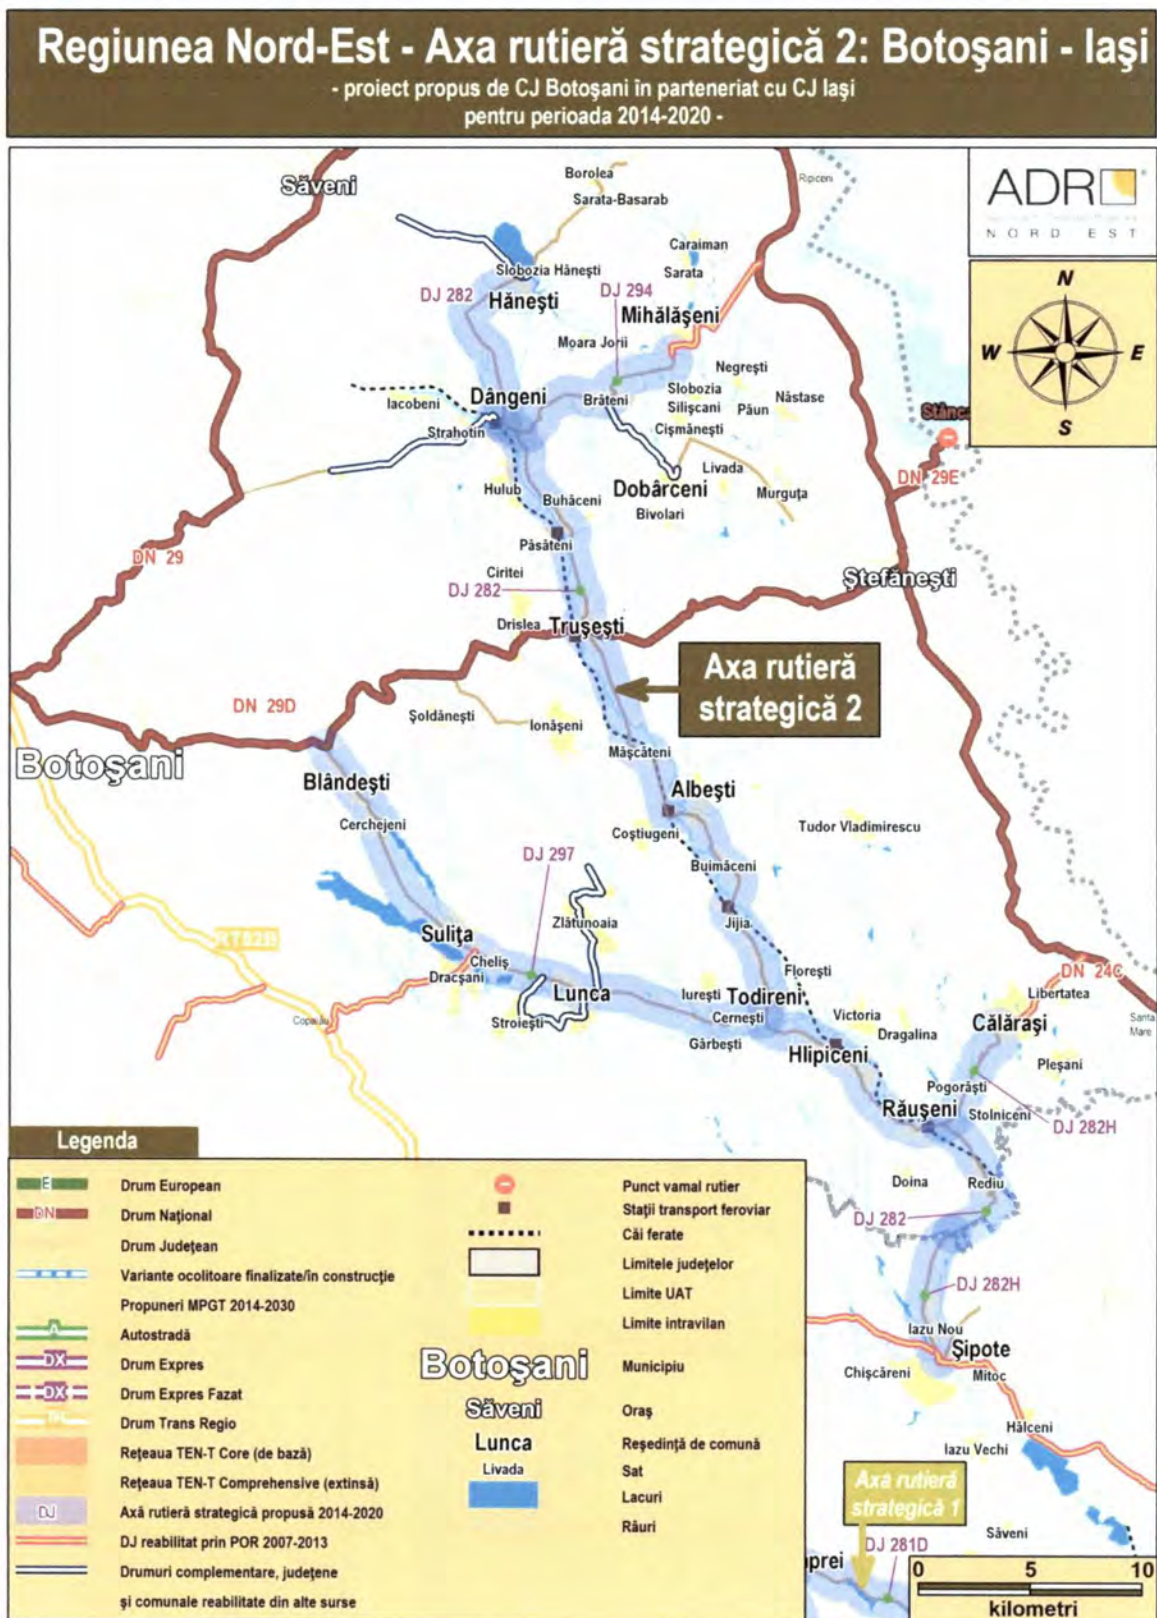 Regiunea Nord-Est - Axa rutieră strategică 2: Botoşani - Iaşi
- proiect propus de CJ Botoşani în parteneriat cu CJ Iaşi
pentru perioada 2014-2020 -
ADR
NORD EST
N
W E
S
Săveni
Borolea
Sarata-Basarab
Ripiceni
Caraiman
Sarata
Slobozia Hăneşti
DJ 282
Hăneşti
DJ 294
Mihălăşeni
Moara Jorii
Negreşti
Iacobeni
Dângeni
Brăteni
Slobozia
Silişcani
Păun
Năstase
Strahotin
Cişmăneşti
Livada
DN 29E
Hulub
Buhăceni
Dobârceni
Murguţa
Bivolari
DN 29
Păsăteni
Ciritei
DJ 282
Ştefăneşti
Drislea
Truşeşti
Axa rutieră
strategică 2
DN 29D
Şoldăneşti
Ionăşeni
Botoşani
Măşcăteni
Blândeşti
Albeşti
Cerchejeni
Coştiugeni
Tudor Vladimirescu
DJ 297
Buimăceni
Zlătunoaia
Jijia
Suliţa
Cheliş
Dracşani
Floreşti
DN 24C
Lunca
Iureşti
Todireni
Libertatea
Stroieşti
Cerneşti
Victoria
Călăraşi
Santa
Mare
Copalau
Gârbeşti
Dragalina
Hlipiceni
Pleşani
Pogorăşti
Răuşeni
Stolniceni
DJ 282H
Doina
Rediu
DJ 282
DJ 282H
Iazu Nou
Şipote
Chişcăreni
Mitoc
Hălceni
Iazu Vechi
Axa rutieră
strategică 1
Săveni
DJ 281D
prei
0 5 10
kilometri
Legenda
E Drum European
DN Drum Naţional
Drum Judeţean
Variante ocolitoare finalizate/în construcţie
Propuneri MPGT 2014-2030
A Autostradă
DX Drum Expres
DX Drum Expres Fazat
Drum Trans Regio
Reţeaua TEN-T Core (de bază)
Reţeaua TEN-T Comprehensive (extinsă)
DJ Axă rutieră strategică propusă 2014-2020
DJ reabilitat prin POR 2007-2013
Drumuri complementare, judeţene
şi comunale reabilitate din alte surse
Punct vamal rutier
Staţii transport feroviar
Căi ferate
Limitele judeţelor
Limite UAT
Limite intravilan
Botoşani Municipiu
Săveni Oraş
Lunca Reşedinţă de comună
Livada Sat
Lacuri
Râuri